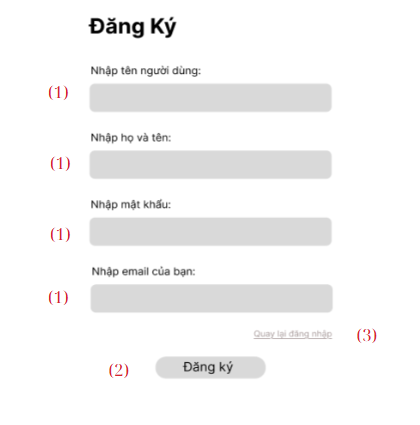 Đăng Ký
Nhập tên người dùng:
(1)
Nhập họ và tên:
(1)
Nhập mật khẩu:
(1)
Nhập email của bạn:
(1)
Quay lại đăng nhập (3)
(2) Đăng ký